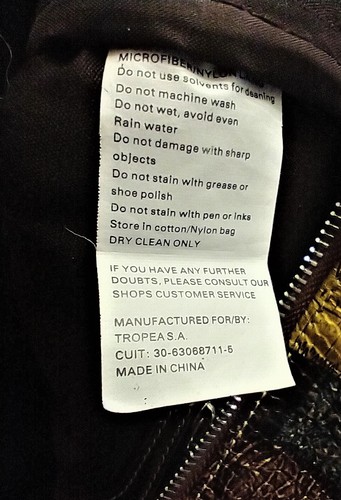 MICROFIBER/NYLON
Do not use solvents for cleaning
Do not machine wash
Do not wet, avoid even
Rain water
Do not damage with sharp
objects
Do not stain with grease or
shoe polish
Do not stain with pen or inks
Store in cotton/Nylon bag
DRY CLEAN ONLY
IF YOU HAVE ANY FURTHER
DOUBTS, PLEASE CONSULT OUR
SHOPS CUSTOMER SERVICE
MANUFACTURED FOR/BY:
TROPEA S.A.
CUIT: 30-63068711-5
MADE IN CHINA